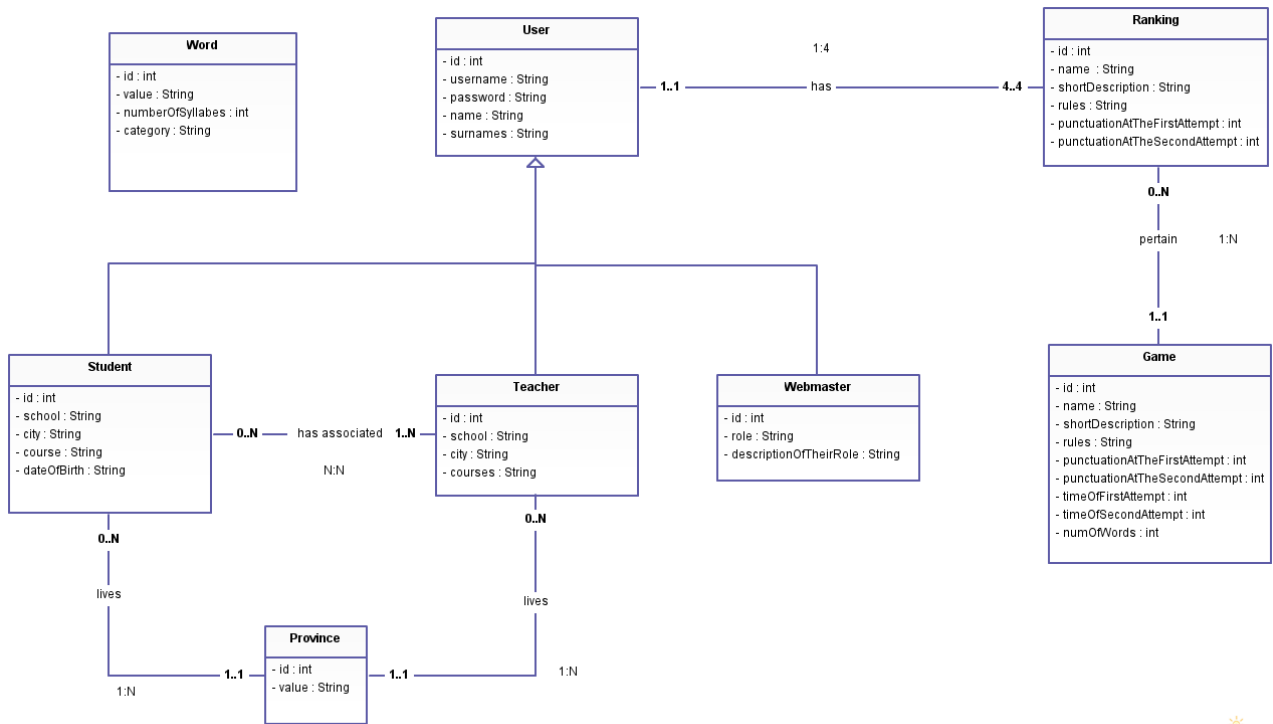 Word
- id : int
- value : String
- numberOfSyllabes : int
- category : String
User
- id : int
- username : String
- password : String
- name : String
- surnames : String
1:4
1..1 has 4..4
Ranking
- id : int
- name : String
- shortDescription : String
- rules : String
- punctuationAtTheFirstAttempt : int
- punctuationAtTheSecondAttempt : int
0..N
pertain 1:N
1..1
Student
- id : int
- school : String
- city : String
- course : String
- dateOfBirth : String
0..N has associated 1..N
N:N
Teacher
- id : int
- school : String
- city : String
- courses : String
Webmaster
- id : int
- role : String
- descriptionOfTheirRole : String
Game
- id : int
- name : String
- shortDescription : String
- rules : String
- punctuationAtTheFirstAttempt : int
- punctuationAtTheSecondAttempt : int
- timeOfFirstAttempt : int
- timeOfSecondAttempt : int
- numOfWords : int
0..N
lives
1:N
1..1
0..N
lives
1:N
1..1
Province
- id : int
- value : String